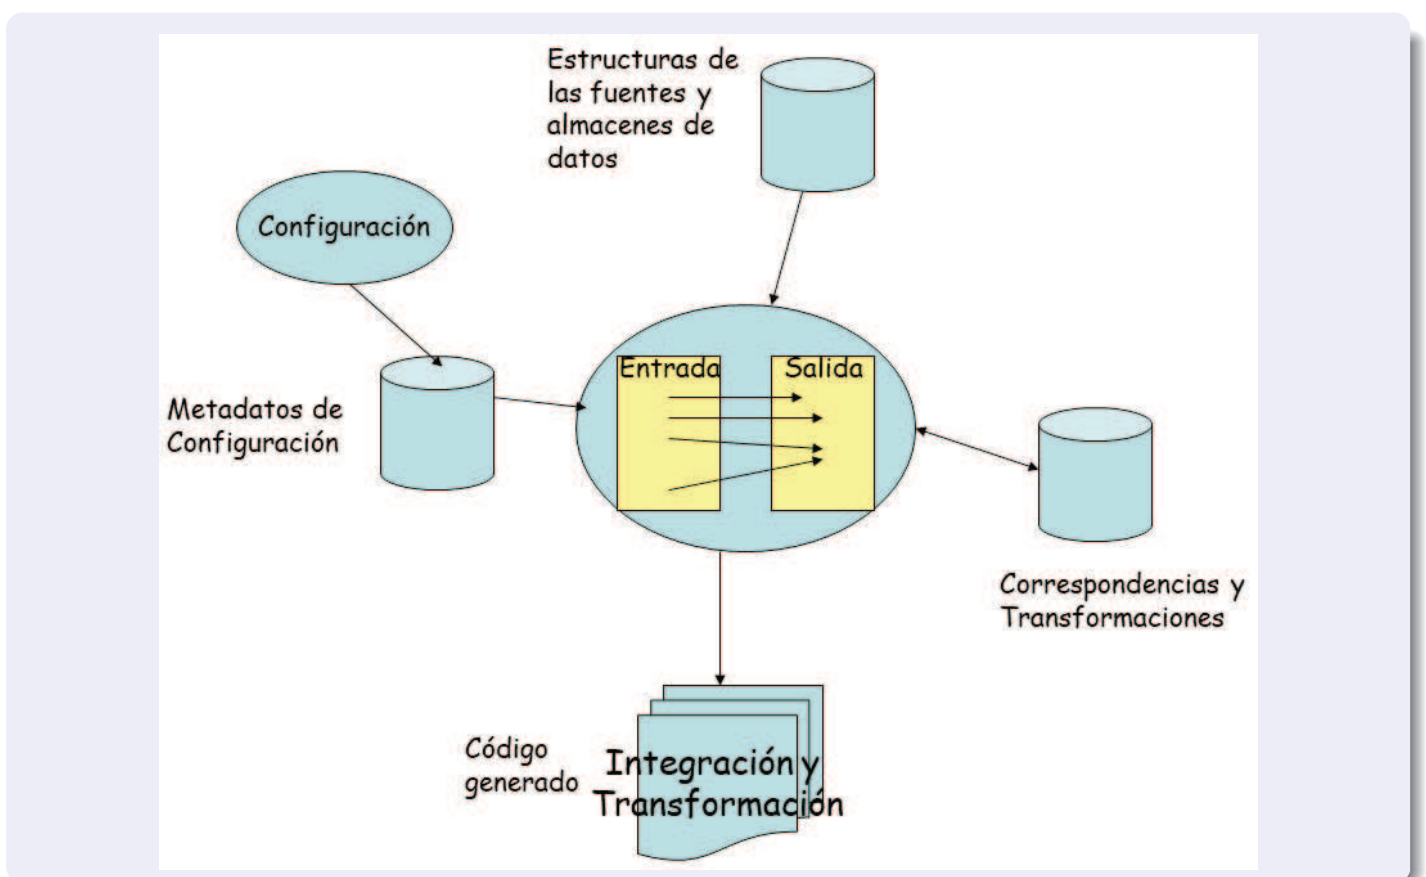 Estructuras de
las fuentes y
almacenes de
datos
Configuración
Entrada
Salida
Metadatos de
Configuración
Correspondencias y
Transformaciones
Código
generado
Integración y
Transformación